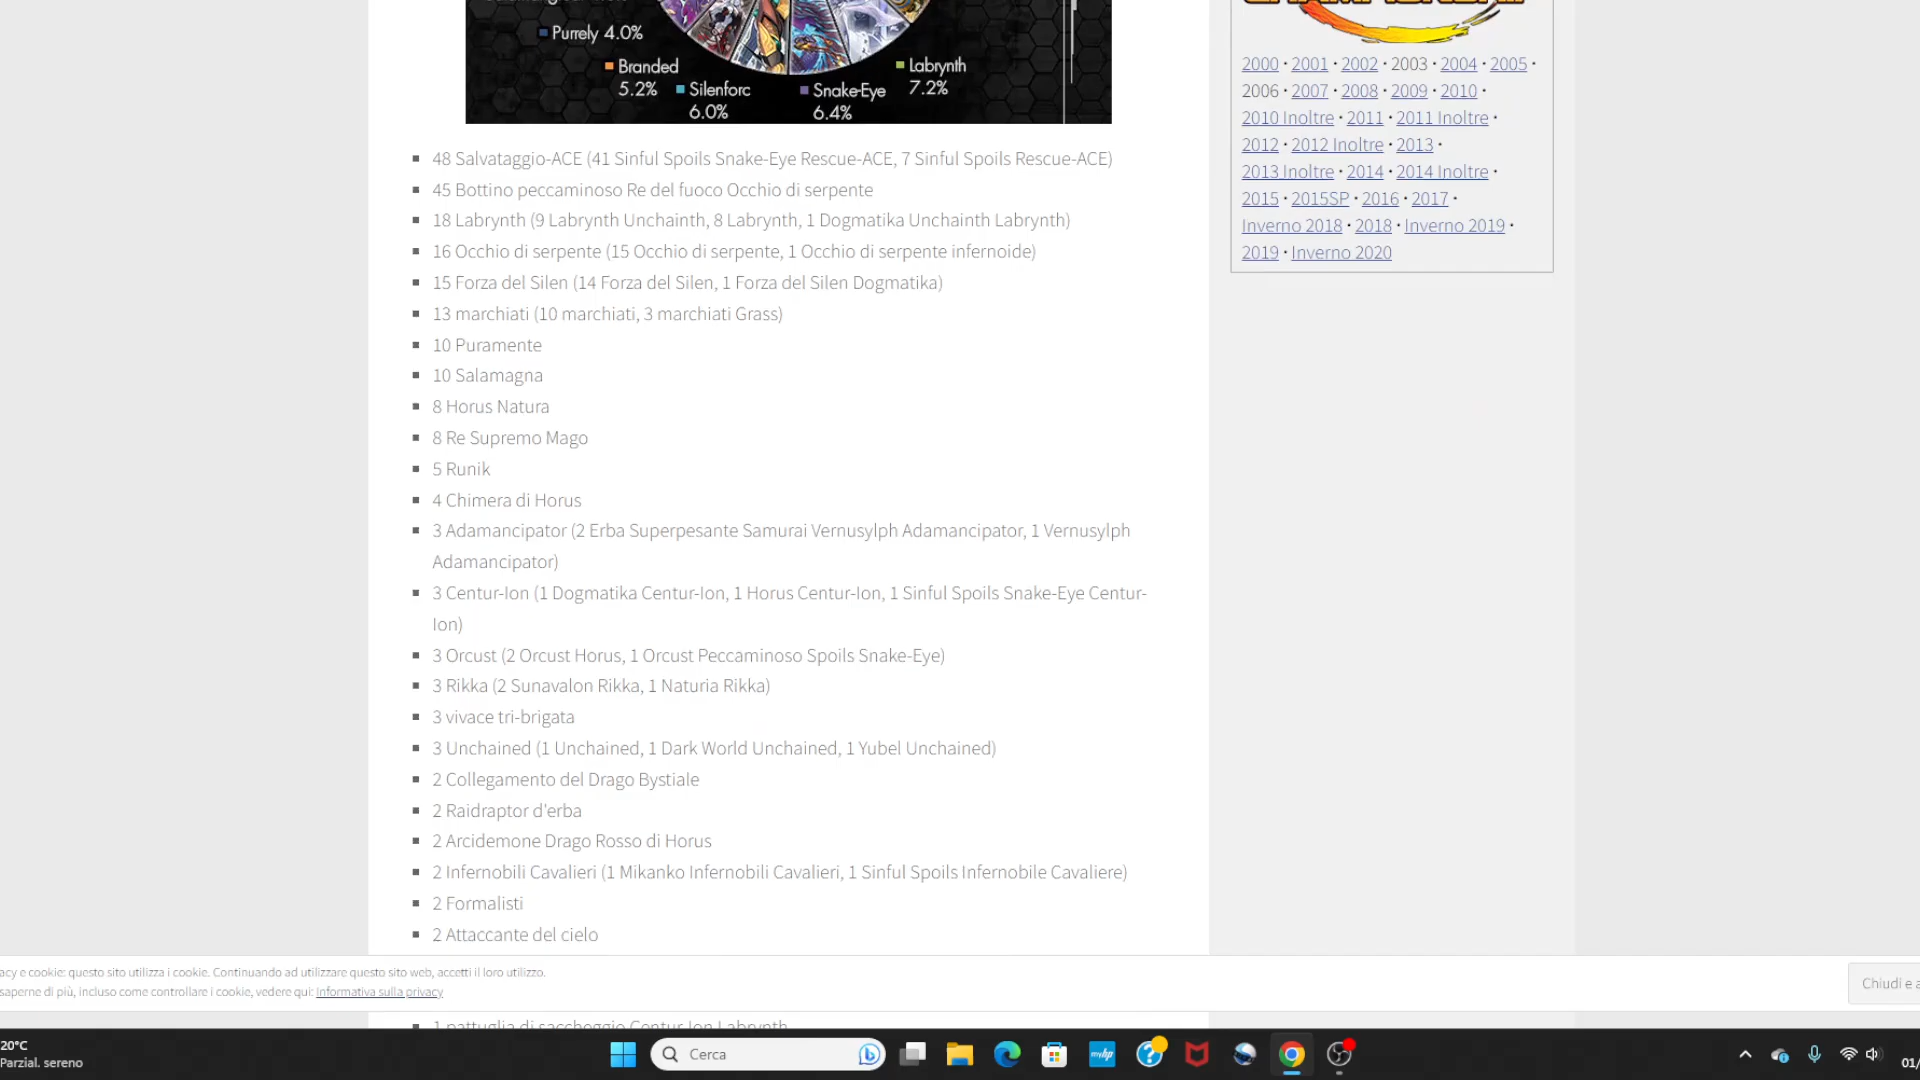 Purrely 4.0%
Branded
5.2%
Silenforc
6.0%
Snake-Eye
6.4%
Labrynth
7.2%
48 Salvataggio-ACE (41 Sinful Spoils Snake-Eye Rescue-ACE, 7 Sinful Spoils Rescue-ACE)
45 Bottino peccaminoso Re del fuoco Occhio di serpente
18 Labrynth (9 Labrynth Unchainth, 8 Labrynth, 1 Dogmatika Unchainth Labrynth)
16 Occhio di serpente (15 Occhio di serpente, 1 Occhio di serpente infernoide)
15 Forza del Silen (14 Forza del Silen, 1 Forza del Silen Dogmatika)
13 marchiati (10 marchiati, 3 marchiati Grass)
10 Puramente
10 Salamagna
8 Horus Natura
8 Re Supremo Mago
5 Runik
4 Chimera di Horus
3 Adamancipator (2 Erba Superpesante Samurai Vernusylph Adamancipator, 1 Vernusylph
Adamancipator)
3 Centur-Ion (1 Dogmatika Centur-Ion, 1 Horus Centur-Ion, 1 Sinful Spoils Snake-Eye Centur-
Ion)
3 Orcust (2 Orcust Horus, 1 Orcust Peccaminoso Spoils Snake-Eye)
3 Rikka (2 Sunavalon Rikka, 1 Naturia Rikka)
3 vivace tri-brigata
3 Unchained (1 Unchained, 1 Dark World Unchained, 1 Yubel Unchained)
2 Collegamento del Drago Bystiale
2 Raidraptor d'erba
2 Arcidemone Drago Rosso di Horus
2 Infernobili Cavalieri (1 Mikanko Infernobili Cavalieri, 1 Sinful Spoils Infernobile Cavaliere)
2 Formalisti
2 Attaccante del cielo
1 pattuglia di saccheggio Centur Ion Labrynth
2000 · 2001 · 2002 · 2003 · 2004 · 2005 ·
2006 · 2007 · 2008 · 2009 · 2010 ·
2010 Inoltre · 2011 · 2011 Inoltre ·
2012 · 2012 Inoltre · 2013 ·
2013 Inoltre · 2014 · 2014 Inoltre ·
2015 · 2015SP · 2016 · 2017 ·
Inverno 2018 · 2018 · Inverno 2019 ·
2019 · Inverno 2020
acy e cookie: questo sito utilizza i cookie. Continuando ad utilizzare questo sito web, accetti il loro utilizzo.
saperne di più, incluso come controllare i cookie, vedere qui: Informativa sulla privacy
Chiudi e a
20°C
Parzial. sereno
Cerca
myhp
01/